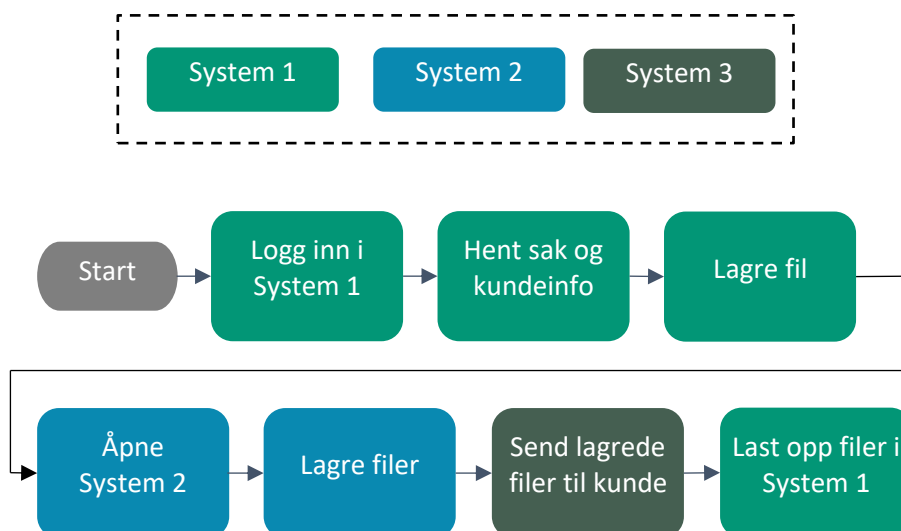 System 1
System 2
System 3
Start
Logg inn i
System 1
Hent sak og
kundeinfo
Lagre fil
Åpne
System 2
Lagre filer
Send lagrede
filer til kunde
Last opp filer i
System 1